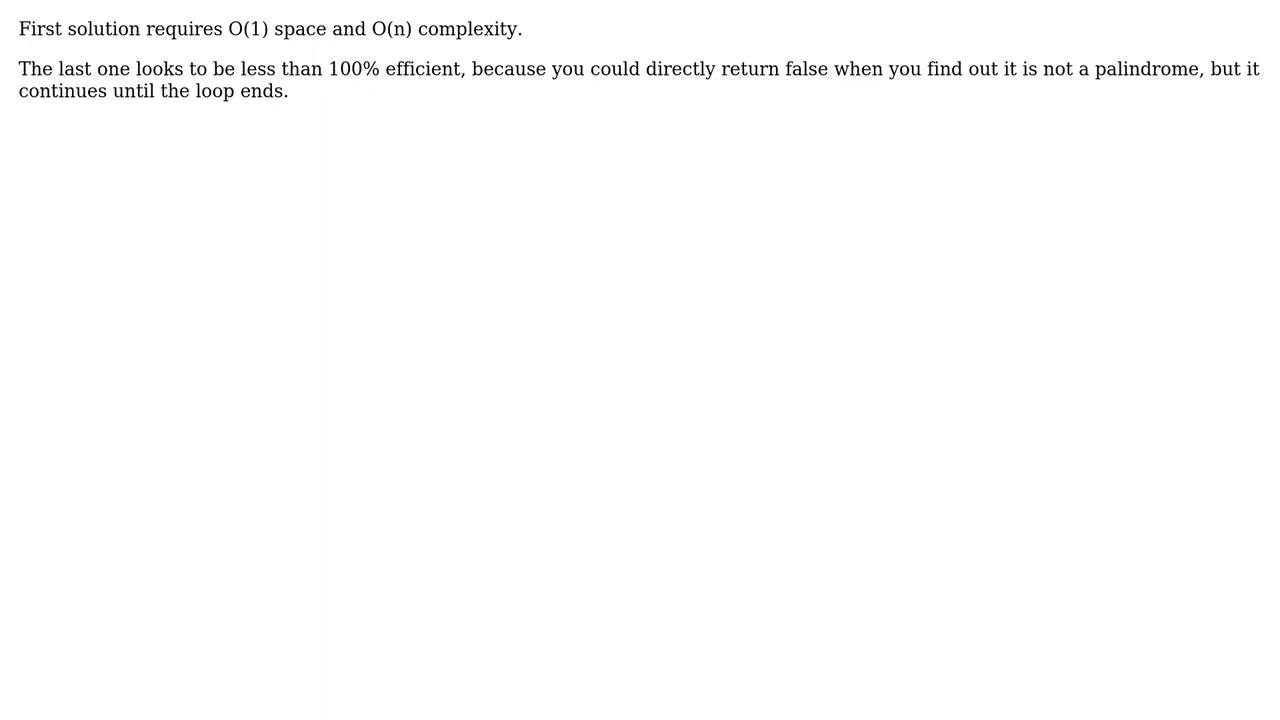 First solution requires O(1) space and O(n) complexity.
The last one looks to be less than 100% efficient, because you could directly return false when you find out it is not a palindrome, but it
continues until the loop ends.